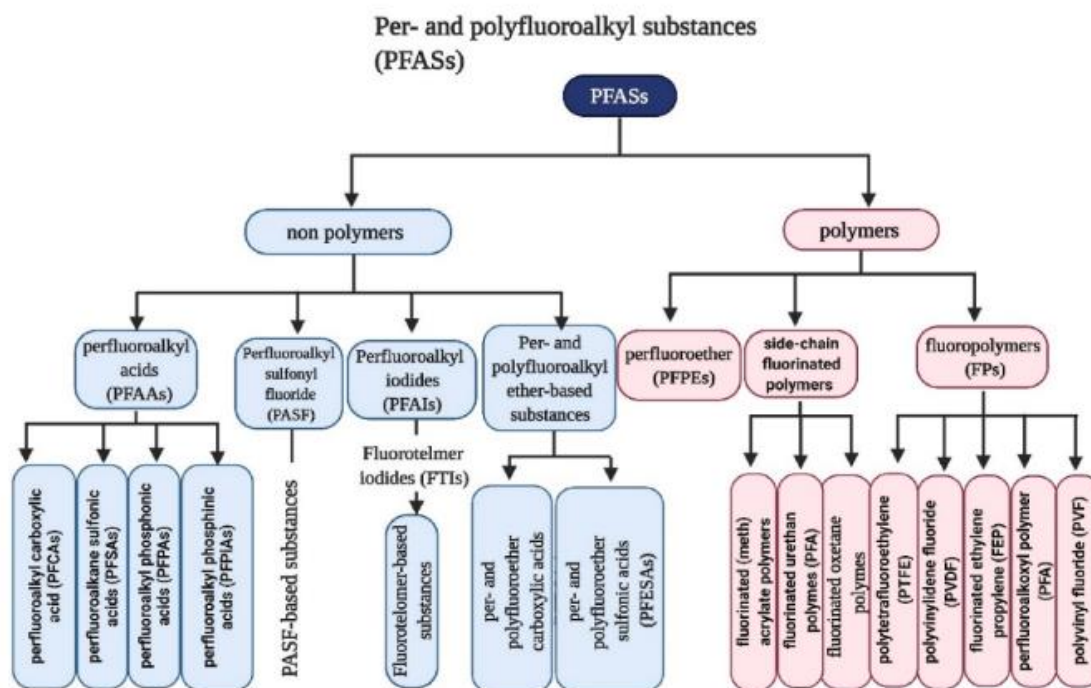 Per- and polyfluoroalkyl substances
(PFASs)
PFASs
non polymers
polymers
perfluoroalkyl
acids (PFAAs)
Perfluoroalkyl
sulfonyl
fluoride
(PASF)
Perfluoroalkyl
iodides
(PFAIs)
Per- and
polyfluoroalkyl
ether-based
substances
perfluoroether
(PFPEs)
side-chain
fluorinated
polymers
fluoropolymers
(FPs)
perfluoroalkyl carboxylic
acid (PFCAs)
perfluoroalkane sulfonic
acids (PFSAs)
perfluoroalkyl phosphonic
acids (PFPAs)
perfluoroalkyl phosphinic
acids (PFPIAs)
PASF-based substances
Fluorotelmer
iodides (FTIs)
Fluorotelomer-based
substances
per- and
polyfluoroether
carboxylic acids
per- and
polyfluoroether
sulfonic acids
(PFESAs)
fluorinated (meth)
acrylate polymers
fluorinated urethan
polymes (PFA)
fluorinated oxetane
polymes
polytetrafluoroethylene
(PTFE)
polyvinylidene fluoride
(PVDF)
fluorinated ethylene
propylene (FEP)
perfluoroalkoxyl polymer
(PFA)
polyvinyl fluoride (PVF)